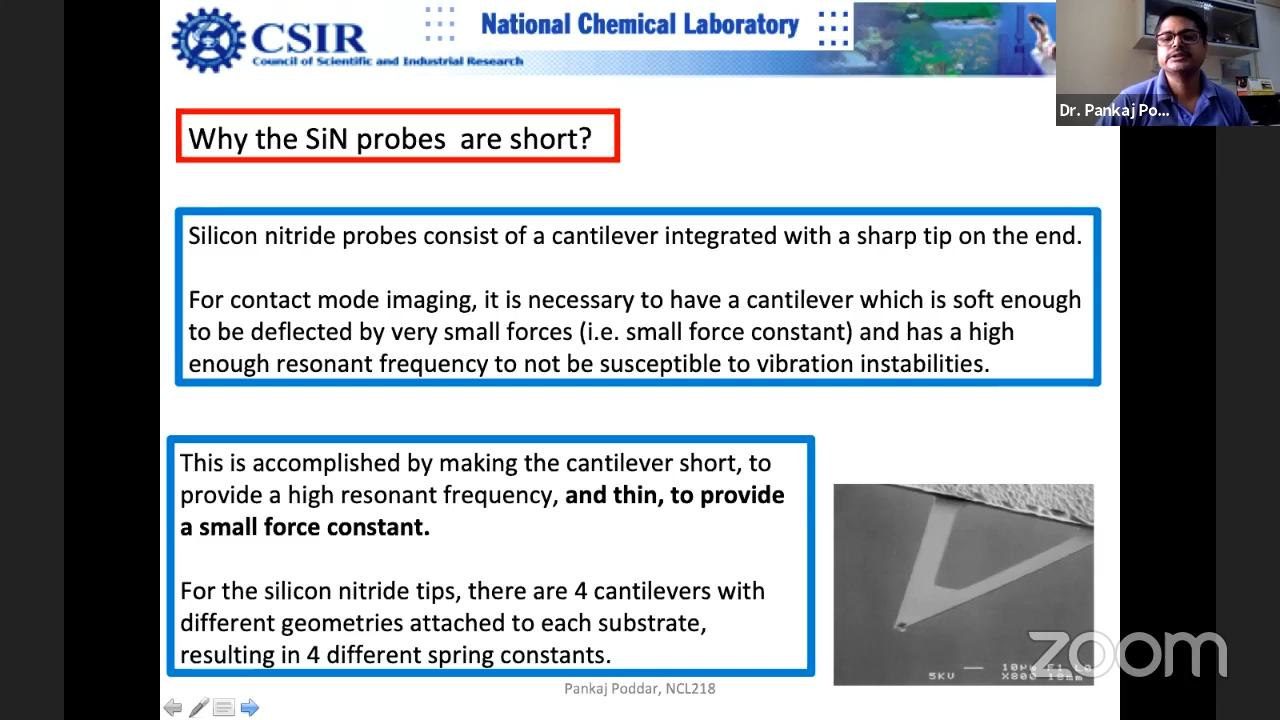 CSIR
Council of Scientific and Industrial Research
National Chemical Laboratory
Dr. Pankaj Po...
Why the SiN probes are short?
Silicon nitride probes consist of a cantilever integrated with a sharp tip on the end.
For contact mode imaging, it is necessary to have a cantilever which is soft enough
to be deflected by very small forces (i.e. small force constant) and has a high
enough resonant frequency to not be susceptible to vibration instabilities.
This is accomplished by making the cantilever short, to
provide a high resonant frequency, and thin, to provide
a small force constant.
For the silicon nitride tips, there are 4 cantilevers with
different geometries attached to each substrate,
resulting in 4 different spring constants.
5KV
X800
zoom
Pankaj Poddar, NCL218